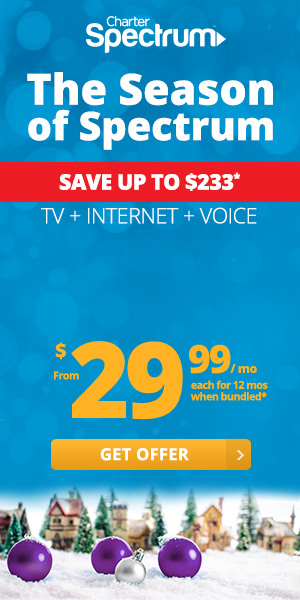 Charter
Spectrum
The Season
of Spectrum
SAVE UP TO $233*
TV + INTERNET + VOICE
From $29.99/mo
each for 12 mos
when bundled*
GET OFFER